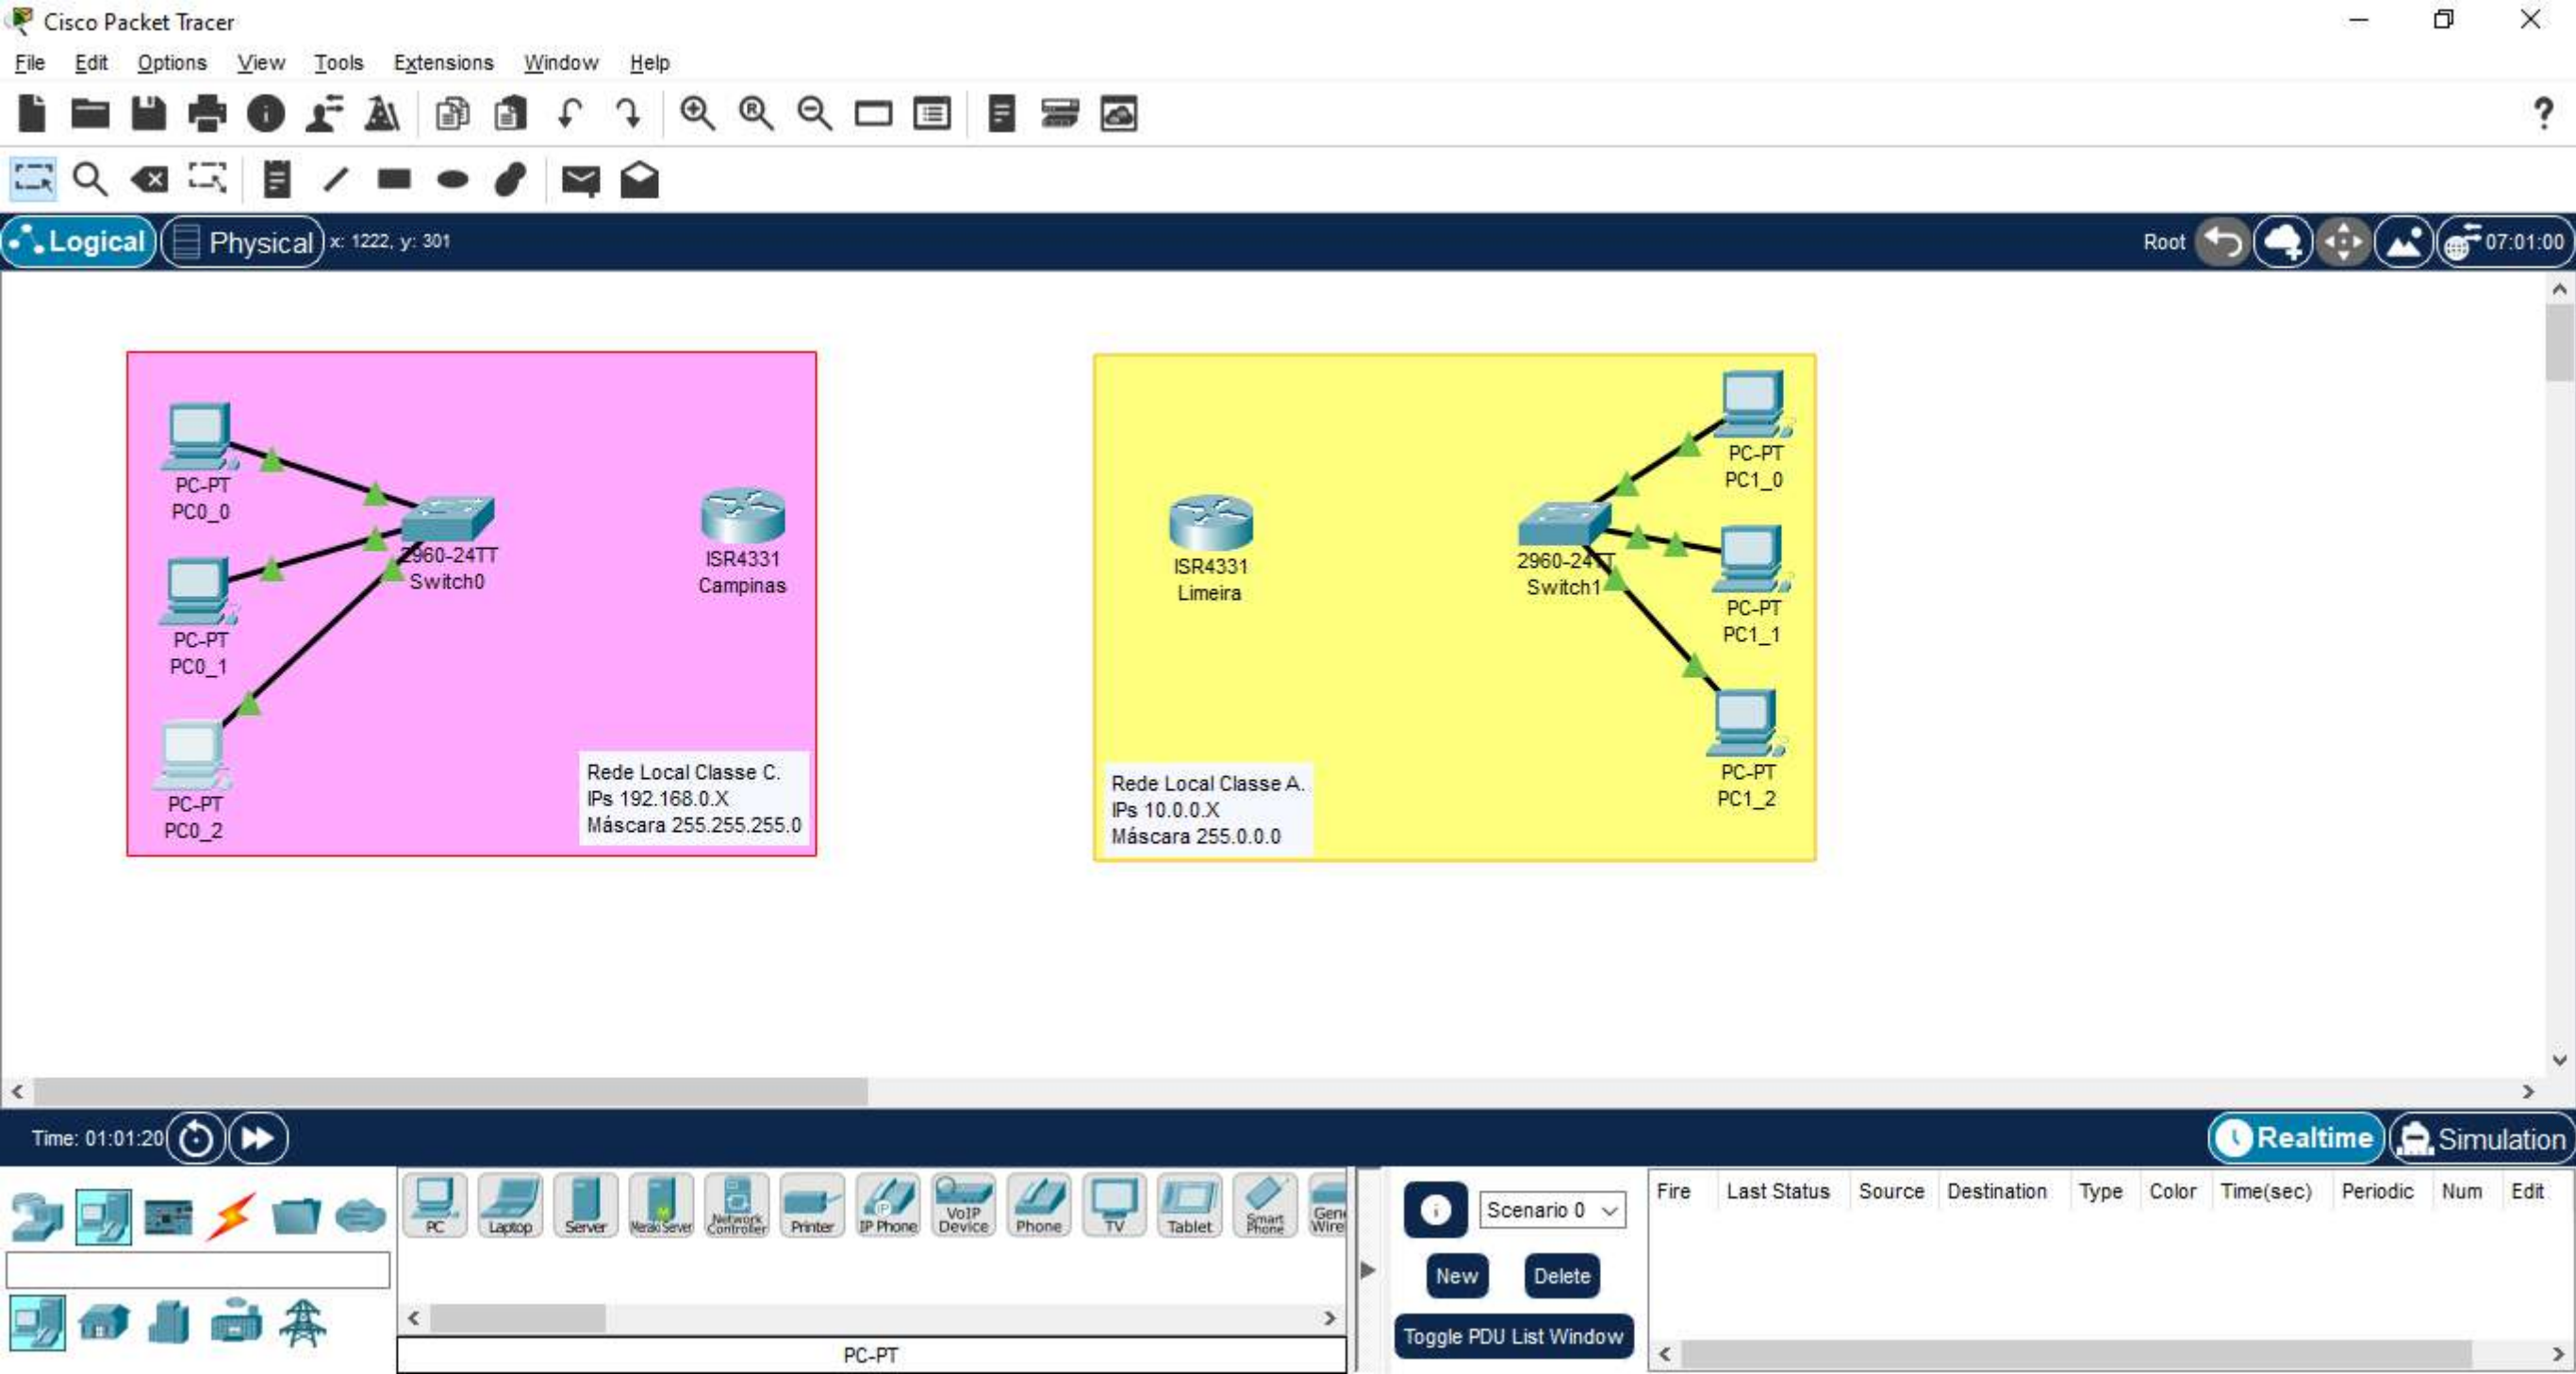 Cisco Packet Tracer
File Edit Options View Tools Extensions Window Help
R
?
Logical Physical x: 1222, y: 301 Root 07:01:00
PC-PT
PC0_0
PC-PT
PC0_1
PC-PT
PC0_2
2960-24TT
Switch0
ISR4331
Campinas
Rede Local Classe C.
IPs 192.168.0.X
Máscara 255.255.255.0
ISR4331
Limeira
2960-24TT
Switch1
PC-PT
PC1_0
PC-PT
PC1_1
PC-PT
PC1_2
Rede Local Classe A.
IPs 10.0.0.X
Máscara 255.0.0.0
Time: 01:01:20 Realtime Simulation
PC Laptop Server Meraki Server Network Controller Printer IP Phone VoIP Device Phone TV Tablet Smart Phone Gene Wire
PC-PT
Scenario 0
New Delete
Toggle PDU List Window
Fire Last Status Source Destination Type Color Time(sec) Periodic Num Edit